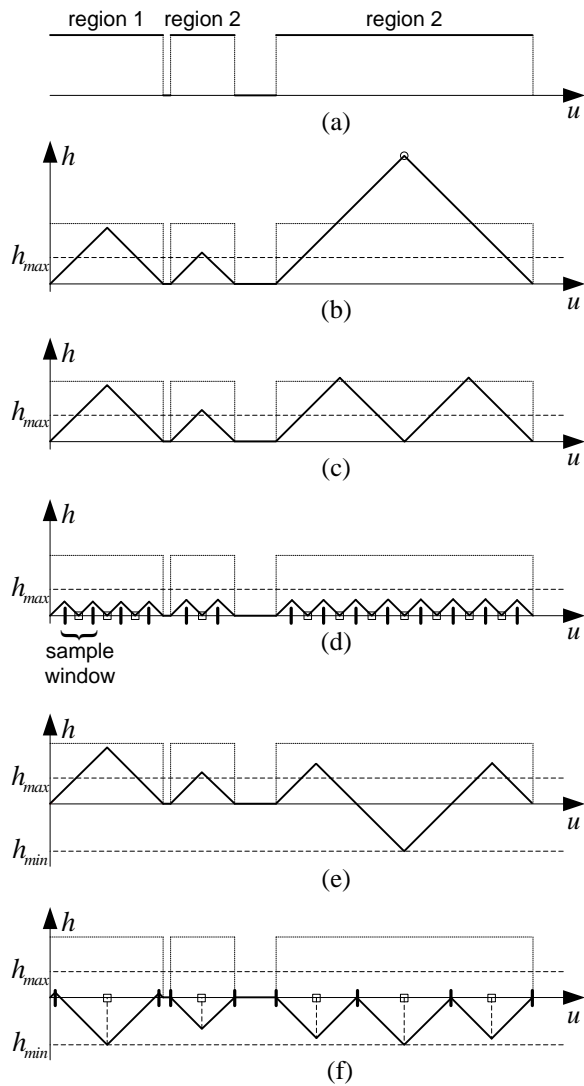 region 1 region 2 region 2
u
(a)
h
h_max
u
(b)
h
h_max
u
(c)
h
h_max
u
sample
window
(d)
h
h_max
u
h_min
(e)
h
h_max
u
h_min
(f)